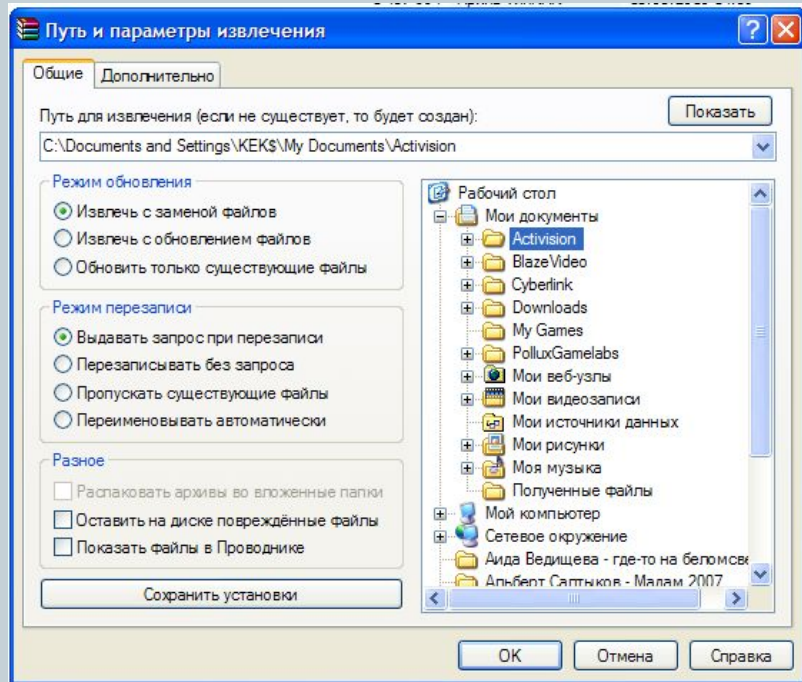 Путь и параметры извлечения
Общие
Дополнительно
Путь для извлечения (если не существует, то будет создан):
Показать
C:\Documents and Settings\KEK$\My Documents\Activision
Режим обновления
Извлечь с заменой файлов
Извлечь с обновлением файлов
Обновить только существующие файлы
Режим перезаписи
Выдавать запрос при перезаписи
Перезаписывать без запроса
Пропускать существующие файлы
Переименовывать автоматически
Разное
Распаковать архивы во вложенные папки
Оставить на диске повреждённые файлы
Показать файлы в Проводнике
Сохранить установки
Рабочий стол
Мои документы
Activision
BlazeVideo
Cyberlink
Downloads
My Games
PolluxGamelabs
Мои веб-узлы
Мои видеозаписи
Мои источники данных
Мои рисунки
Моя музыка
Полученные файлы
Мой компьютер
Сетевое окружение
Аида Ведищева - где-то на беломсве
Альберт Салтыков - Мадам 2007
OK
Отмена
Справка